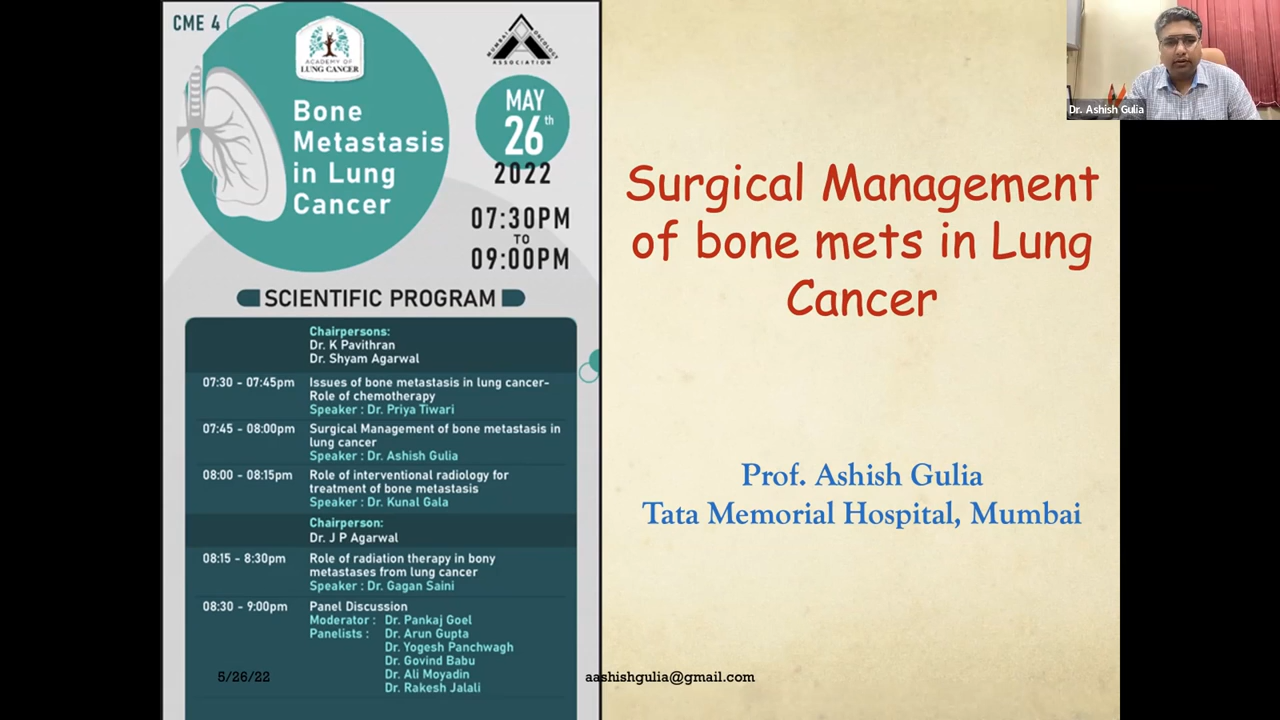 CME 4
ACADEMY OF
LUNG CANCER
MUMBAI ONCOLOGY
ASSOCIATION
Bone
Metastasis
in Lung
Cancer
MAY
26th
2022
07:30PM
TO
09:00PM
SCIENTIFIC PROGRAM
Chairpersons:
Dr. K Pavithran
Dr. Shyam Agarwal
07:30 - 07:45pm Issues of bone metastasis in lung cancer-
Role of chemotherapy
Speaker : Dr. Priya Tiwari
07:45 - 08:00pm Surgical Management of bone metastasis in
lung cancer
Speaker : Dr. Ashish Gulia
08:00 - 08:15pm Role of interventional radiology for
treatment of bone metastasis
Speaker : Dr. Kunal Gala
Chairperson:
Dr. J P Agarwal
08:15 - 8:30pm Role of radiation therapy in bony
metastases from lung cancer
Speaker : Dr. Gagan Saini
08:30 - 9:00pm Panel Discussion
Moderator : Dr. Pankaj Goel
Panelists : Dr. Arun Gupta
Dr. Yogesh Panchwagh
Dr. Govind Babu
Dr. Ali Moyadin
Dr. Rakesh Jalali
5/26/22
aashishgulia@gmail.com
Surgical Management
of bone mets in Lung
Cancer
Prof. Ashish Gulia
Tata Memorial Hospital, Mumbai
Dr. Ashish Gulia